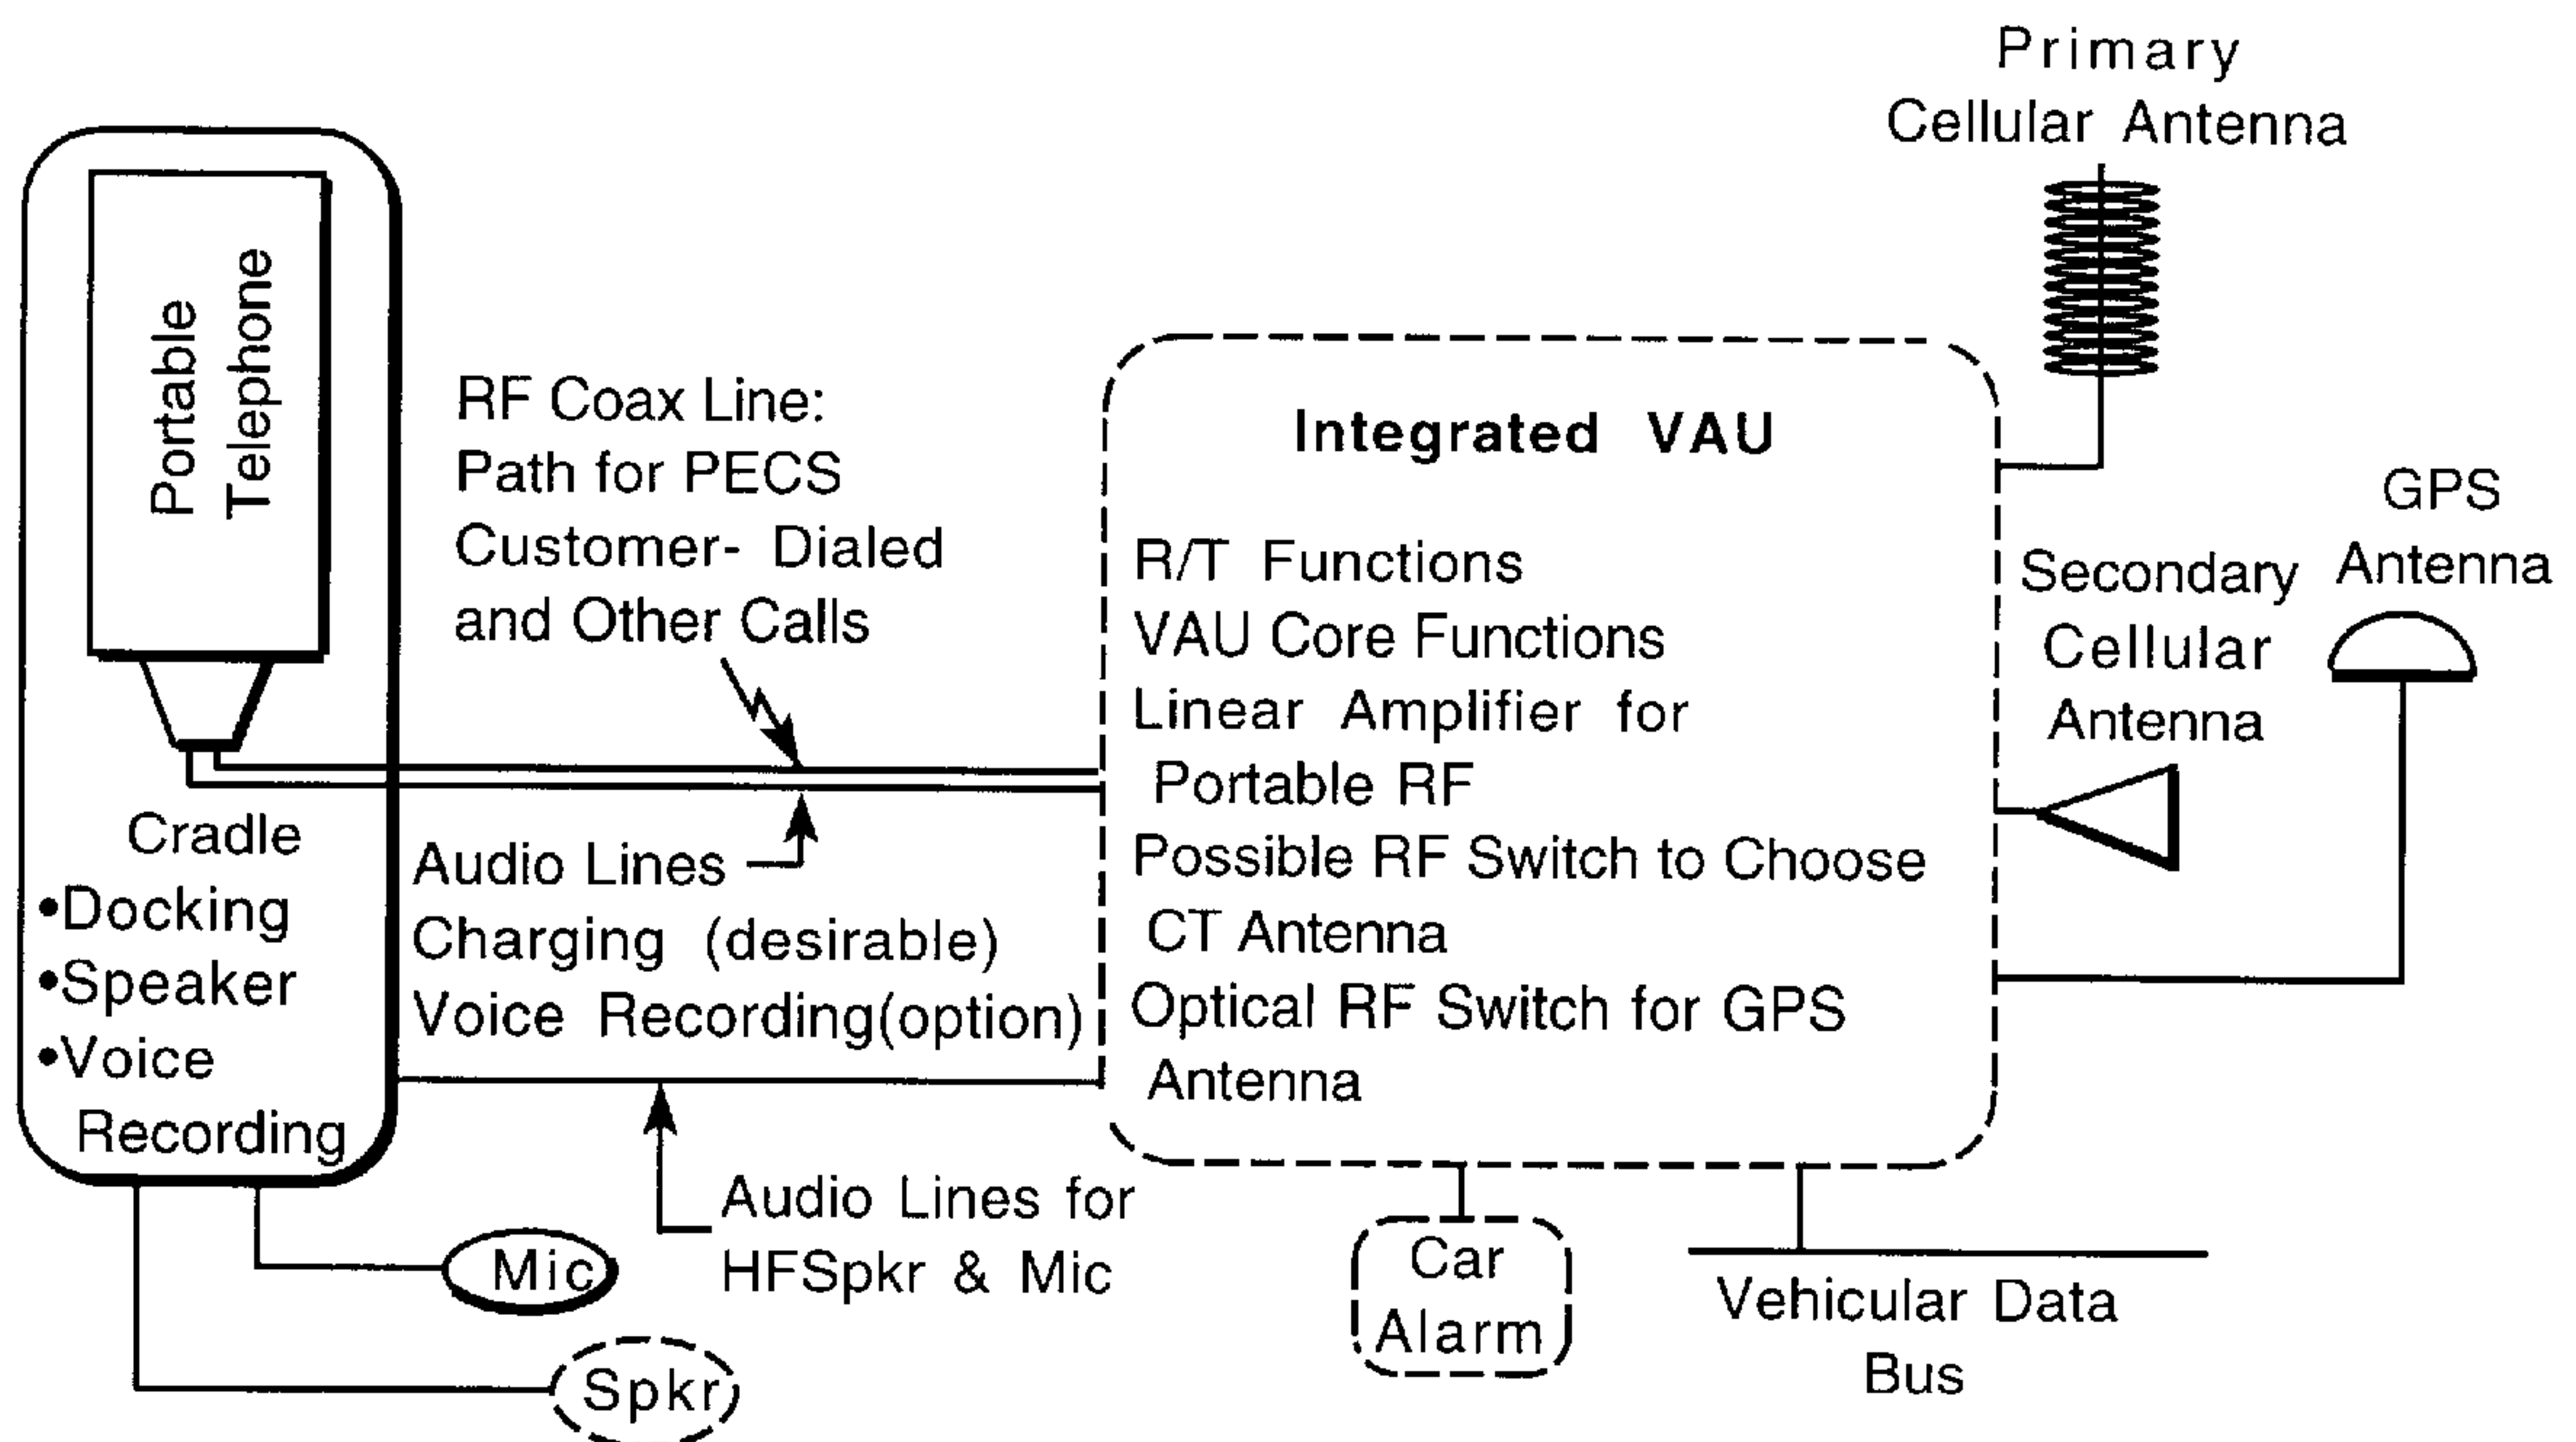 Primary
Cellular Antenna
Portable
Telephone
RF Coax Line:
Path for PECS
Customer- Dialed
and Other Calls
Integrated VAU
R/T Functions
VAU Core Functions
Linear Amplifier for
Portable RF
Possible RF Switch to Choose
CT Antenna
Optical RF Switch for GPS
Antenna
GPS
Antenna
Secondary
Cellular
Antenna
Cradle
•Docking
•Speaker
•Voice
Recording
Audio Lines
Charging (desirable)
Voice Recording(option)
Audio Lines for
HFSpkr & Mic
Mic
Spkr
Car
Alarm
Vehicular Data
Bus